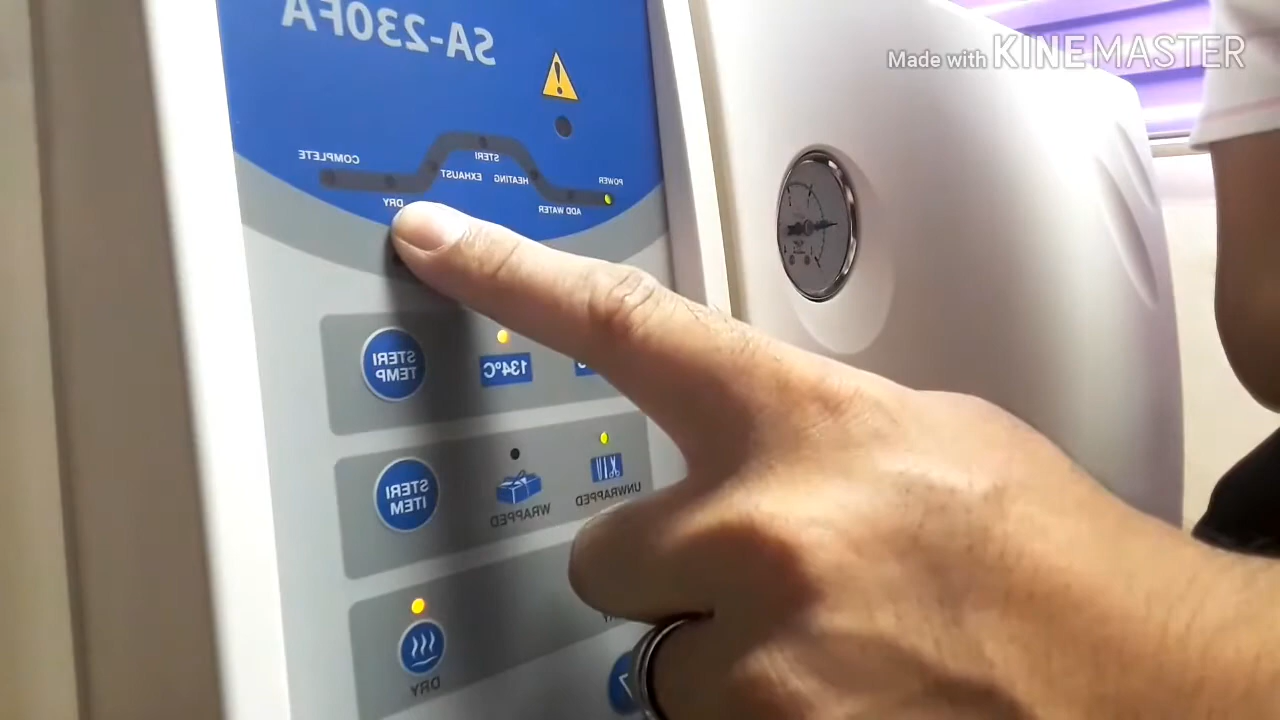 Made with KINEMASTER
SA-230FA
COMPLETE
STERI
EXHAUST
HEATING
POWER
DRY
ADD WATER
STERI
TEMP
134°C
STERI
ITEM
WRAPPED
UNWRAPPED
DRY